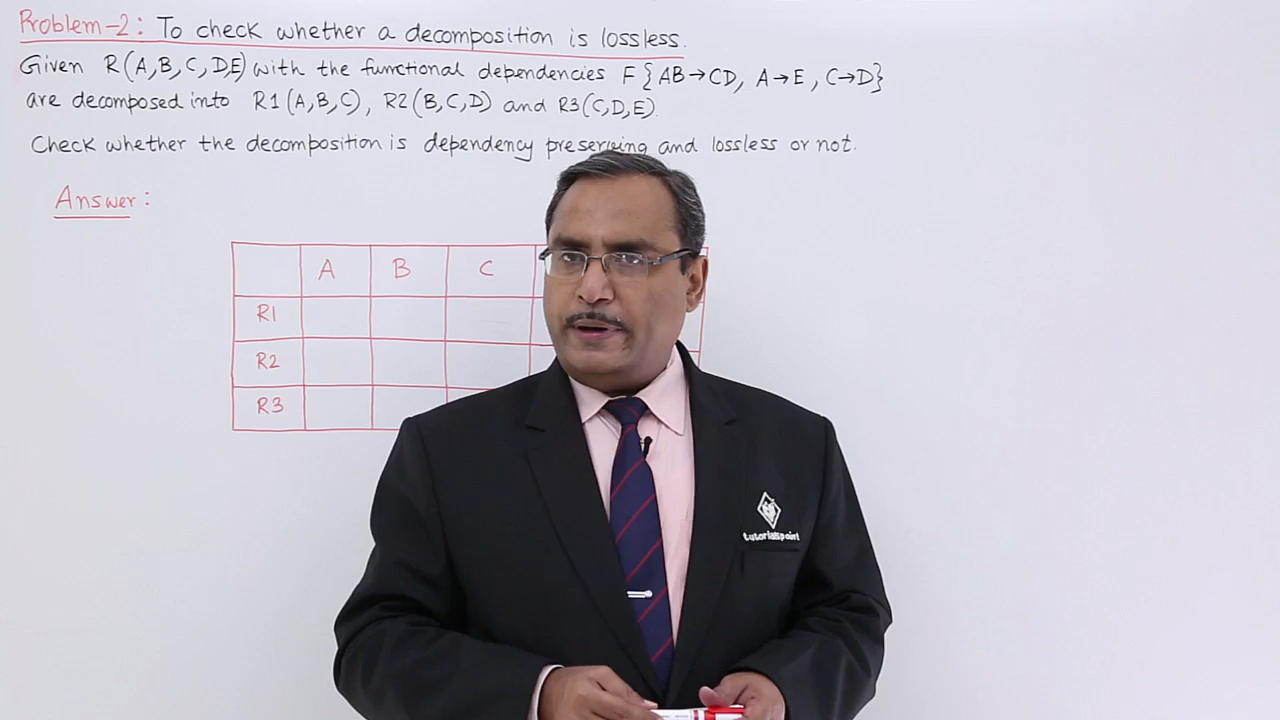 Problem-2: To check whether a decomposition is lossless.
Given R(A,B,C,D,E) with the functional dependencies F{AB→CD, A→E, C→D}
are decomposed into R1(A,B,C), R2(B,C,D) and R3(C,D,E).
Check whether the decomposition is dependency preserving and lossless or not.
Answer:
A B C
R1
R2
R3
tutorialspoint